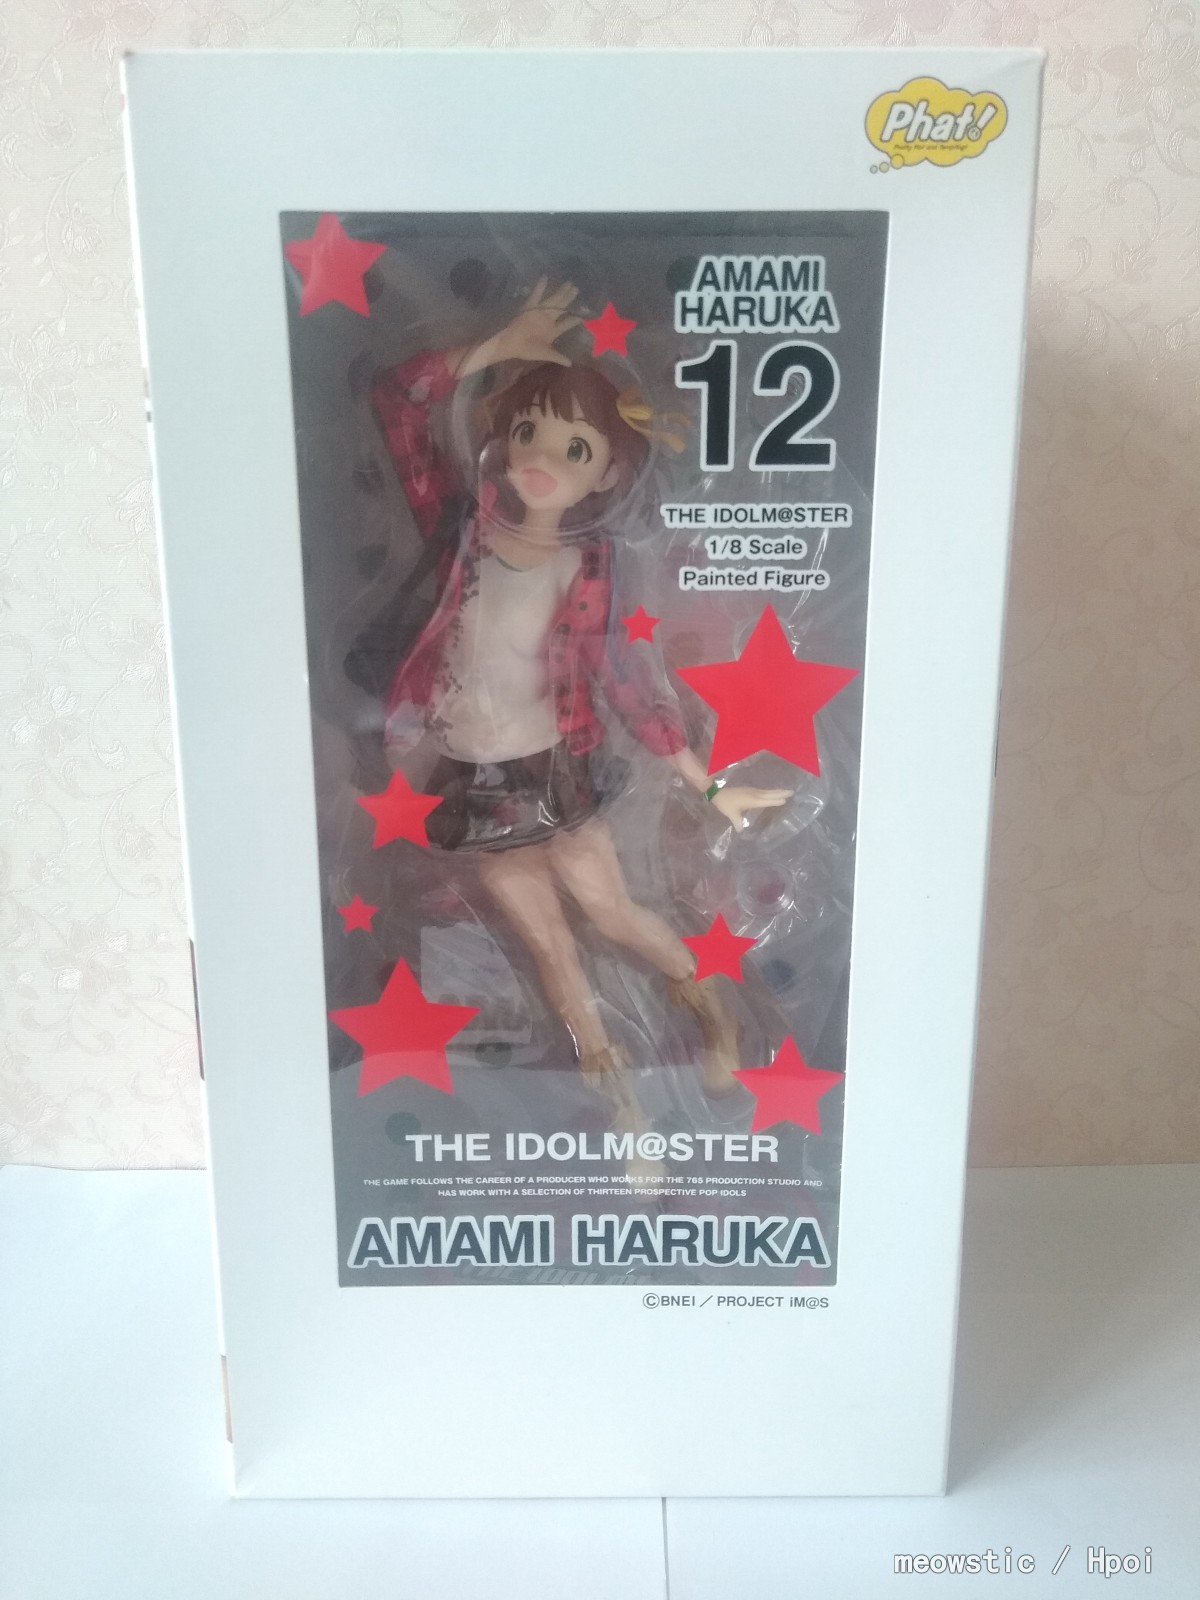 Phat!
AMAMI
HARUKA
12
THE IDOLM@STER
1/8 Scale
Painted Figure
THE IDOLM@STER
THE GAME FOLLOWS THE CAREER OF A PRODUCER WHO WORKS FOR THE 765 PRODUCTION STUDIO AND
HAS WORK WITH A SELECTION OF THIRTEEN PROSPECTIVE POP IDOLS
AMAMI HARUKA
©BNEI／PROJECT iM@S
meowstic / Hpoi